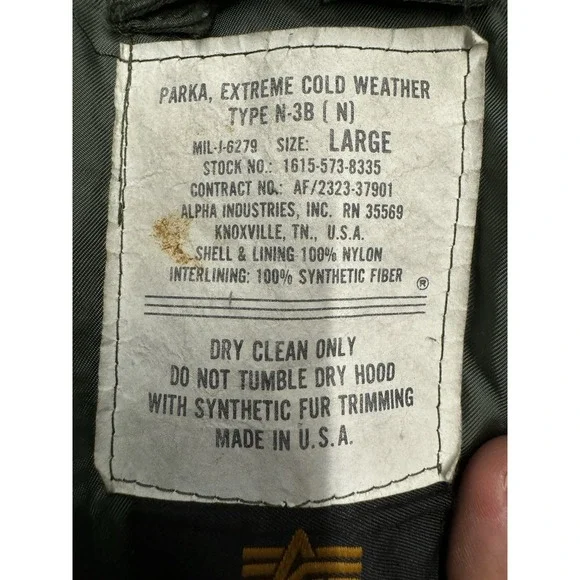 PARKA, EXTREME COLD WEATHER
TYPE N-3B (N)
MIL-J-6279 SIZE: LARGE
STOCK NO.: 1615-573-8335
CONTRACT NO.: AF/2323-37901
ALPHA INDUSTRIES, INC. RN 35569
KNOXVILLE, TN., U.S.A.
SHELL & LINING 100% NYLON
INTERLINING: 100% SYNTHETIC FIBER ®
DRY CLEAN ONLY
DO NOT TUMBLE DRY HOOD
WITH SYNTHETIC FUR TRIMMING
MADE IN U.S.A.